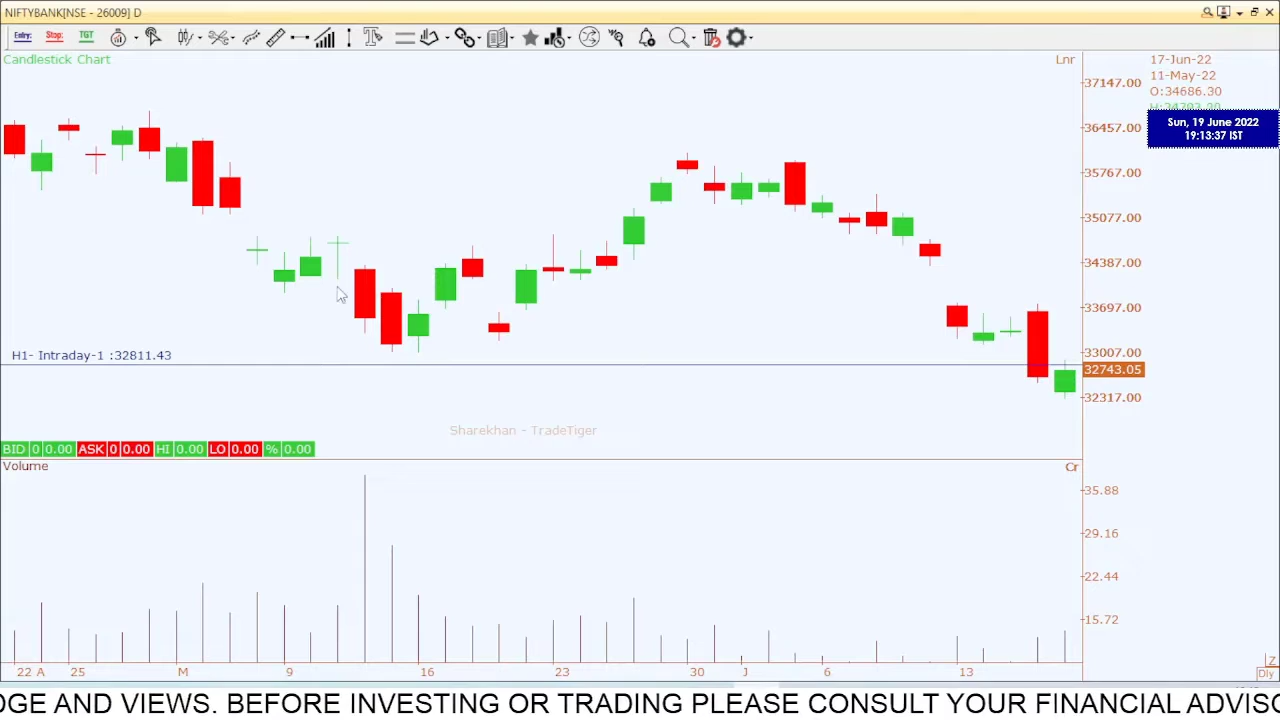 NIFTYBANK[NSE - 26009] D
Entry: Stop: TGT
Candlestick Chart
Lnr
17-Jun-22
11-May-22
O:34686.30
Sun, 19 June 2022
19:13:37 IST
37147.00
36457.00
35767.00
35077.00
34387.00
33697.00
33007.00
32743.05
32317.00
H1- Intraday-1 :32811.43
Sharekhan - TradeTiger
BID 0 0.00 ASK 0 0.00 HI 0.00 LO 0.00 % 0.00
Volume
Cr
35.88
29.16
22.44
15.72
22 A 25 M 9 16 23 30 J 6 13
Z
Dly
OGE AND VIEWS. BEFORE INVESTING OR TRADING PLEASE CONSULT YOUR FINANCIAL ADVISO